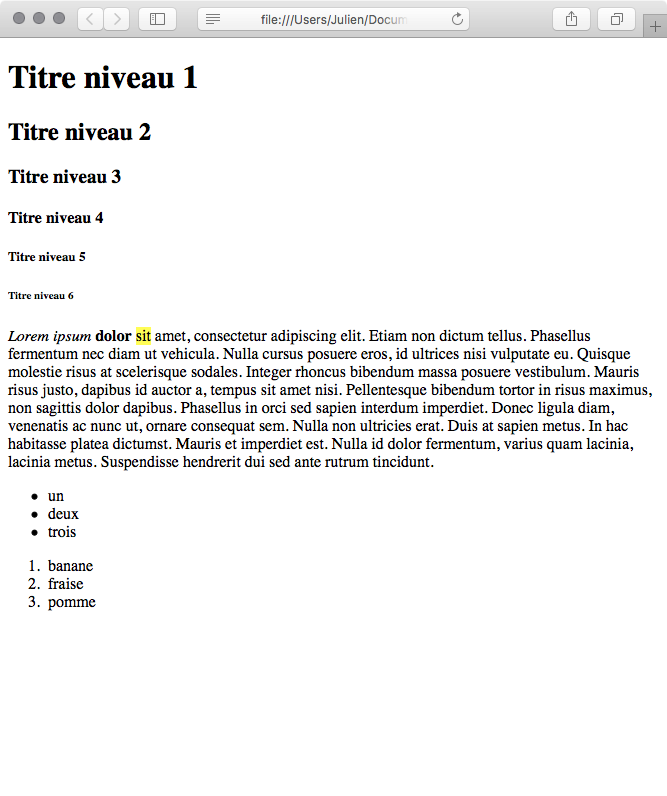 file:///Users/Julien/Docum
Titre niveau 1
Titre niveau 2
Titre niveau 3
Titre niveau 4
Titre niveau 5
Titre niveau 6
Lorem ipsum dolor sit amet, consectetur adipiscing elit. Etiam non dictum tellus. Phasellus
fermentum nec diam ut vehicula. Nulla cursus posuere eros, id ultrices nisi vulputate eu. Quisque
molestie risus at scelerisque sodales. Integer rhoncus bibendum massa posuere vestibulum. Mauris
risus justo, dapibus id auctor a, tempus sit amet nisi. Pellentesque bibendum tortor in risus maximus,
non sagittis dolor dapibus. Phasellus in orci sed sapien interdum imperdiet. Donec ligula diam,
venenatis ac nunc ut, ornare consequat sem. Nulla non ultricies erat. Duis at sapien metus. In hac
habitasse platea dictumst. Mauris et imperdiet est. Nulla id dolor fermentum, varius quam lacinia,
lacinia metus. Suspendisse hendrerit dui sed ante rutrum tincidunt.
• un
• deux
• trois
1. banane
2. fraise
3. pomme